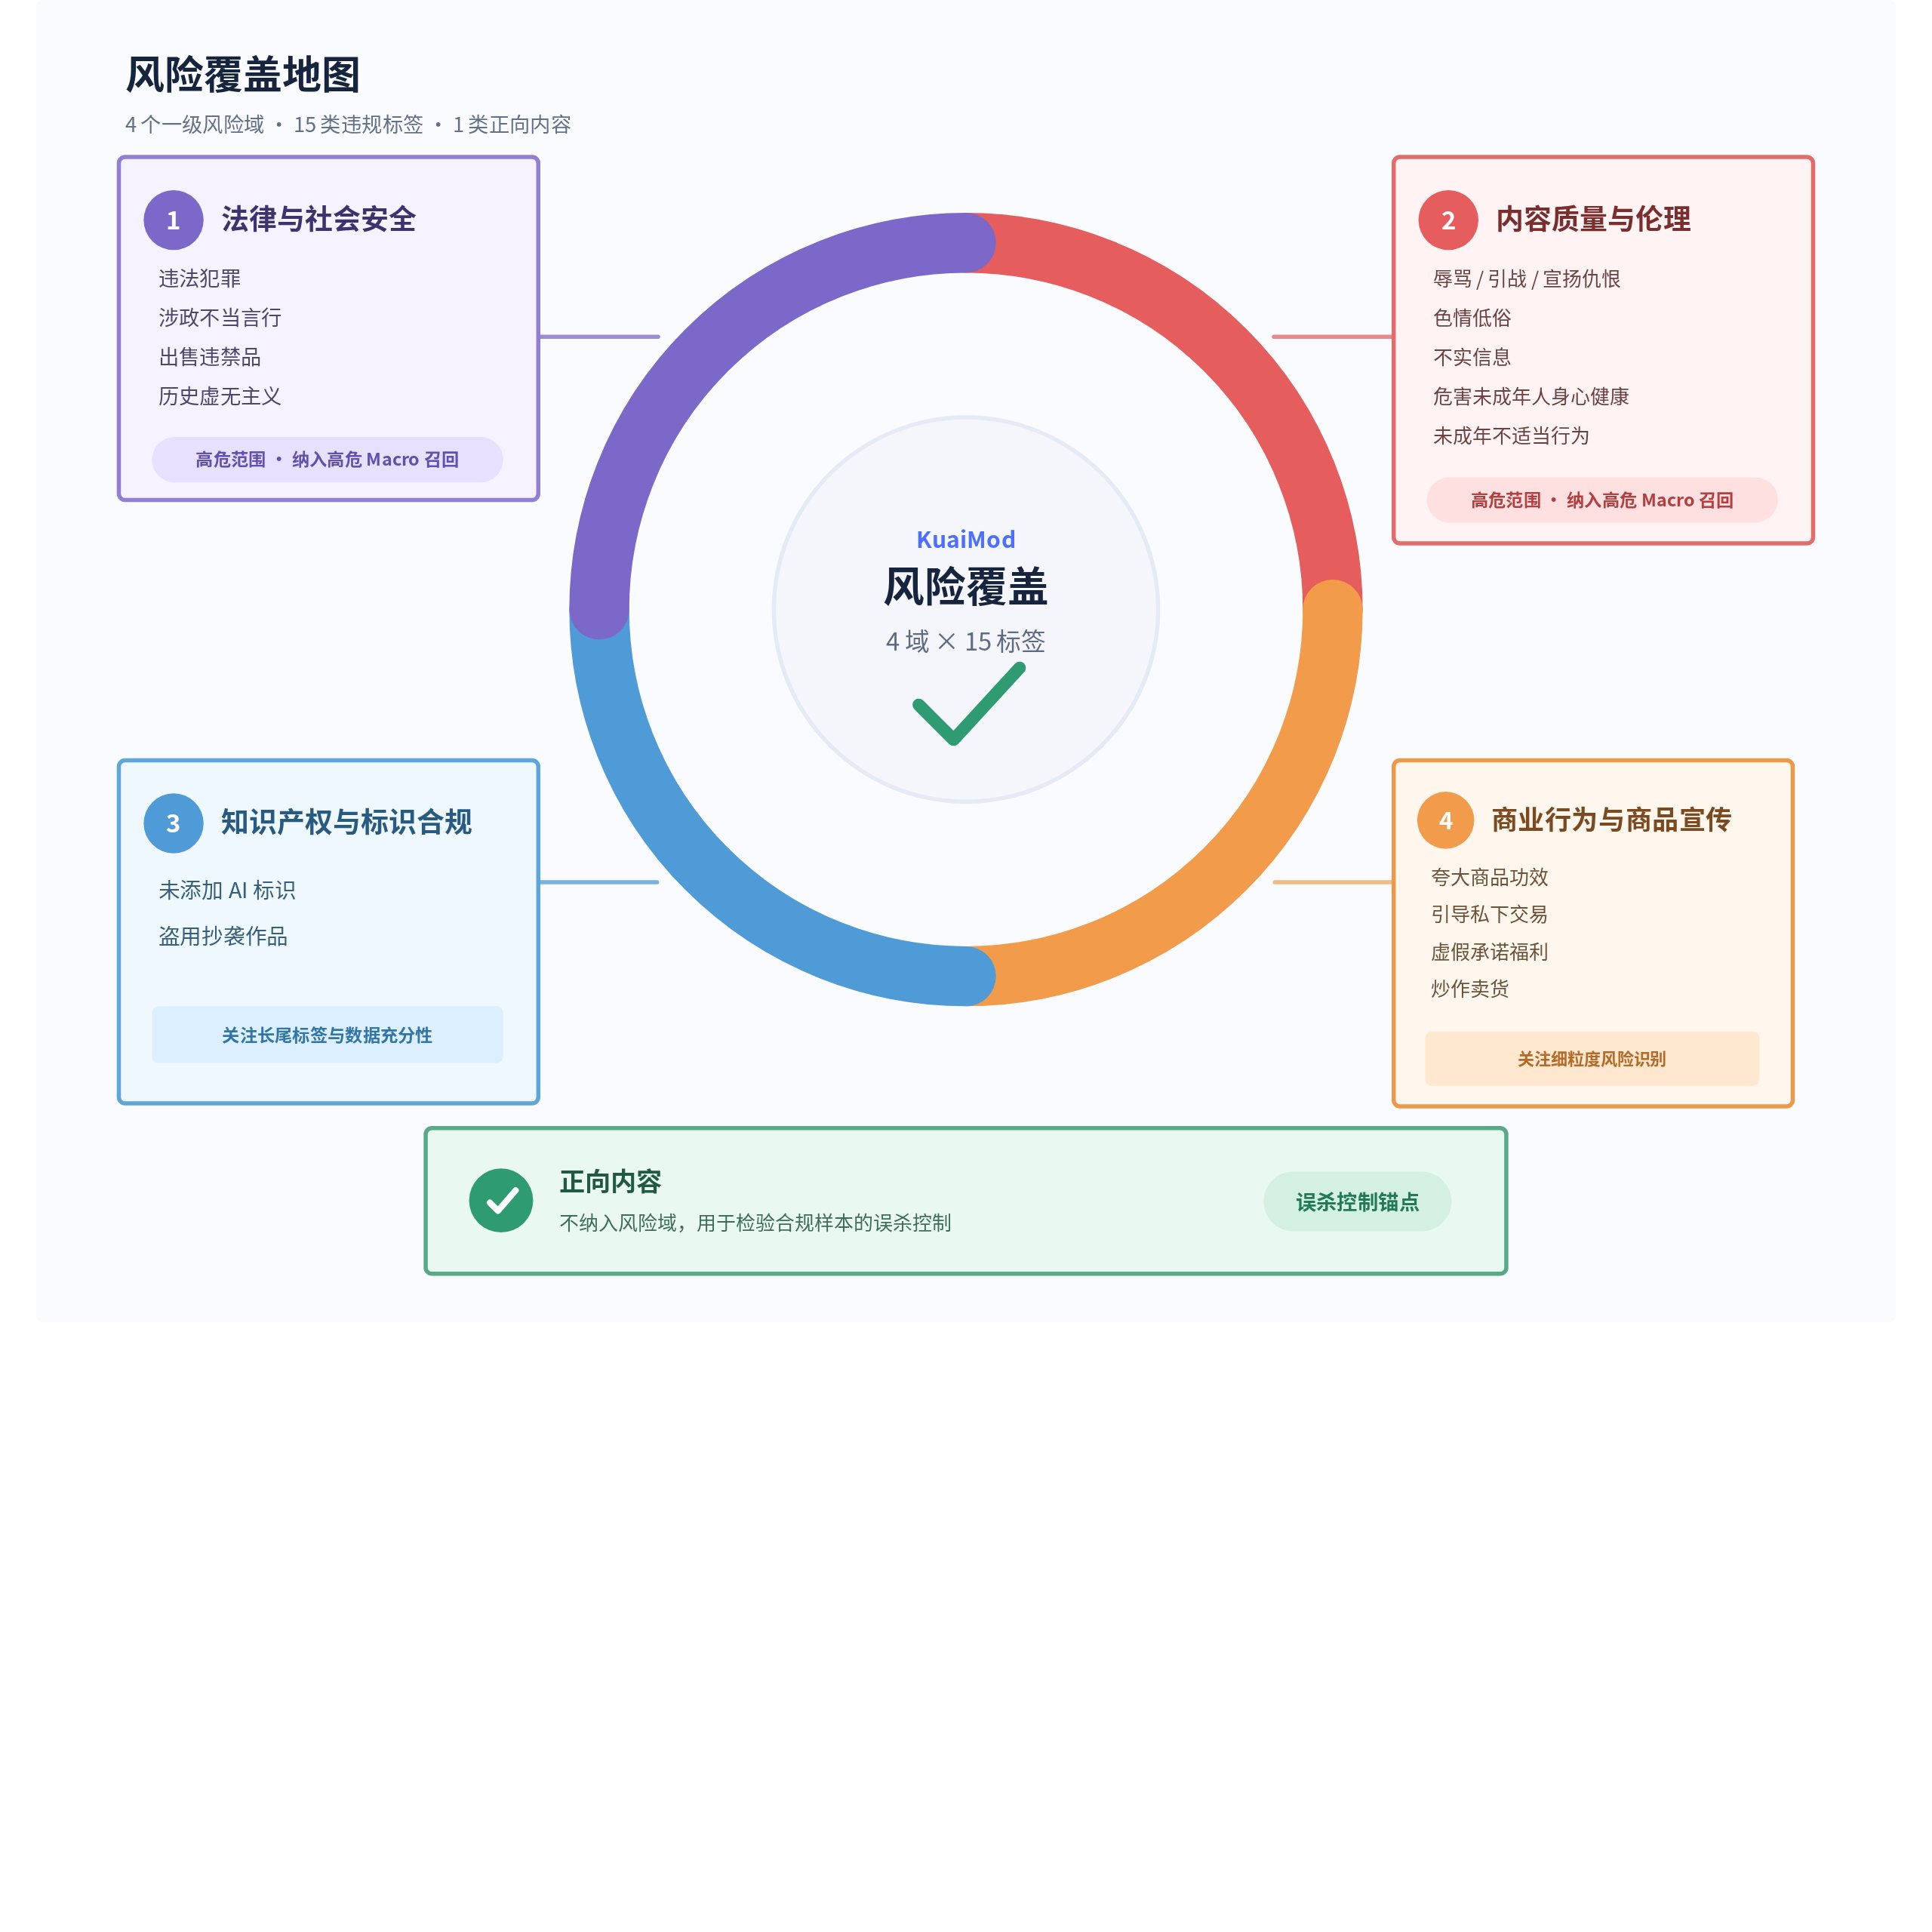 风险覆盖地图
4 个一级风险域 · 15 类违规标签 · 1 类正向内容
1 法律与社会安全
违法犯罪
涉政不当言行
出售违禁品
历史虚无主义
高危范围 · 纳入高危 Macro 召回
2 内容质量与伦理
辱骂 / 引战 / 宣扬仇恨
色情低俗
不实信息
危害未成年人身心健康
未成年不适当行为
高危范围 · 纳入高危 Macro 召回
KuaiMod
风险覆盖
4 域 × 15 标签
3 知识产权与标识合规
未添加 AI 标识
盗用抄袭作品
关注长尾标签与数据充分性
4 商业行为与商品宣传
夸大商品功效
引导私下交易
虚假承诺福利
炒作卖货
关注细粒度风险识别
正向内容
不纳入风险域，用于检验合规样本的误杀控制
误杀控制锚点